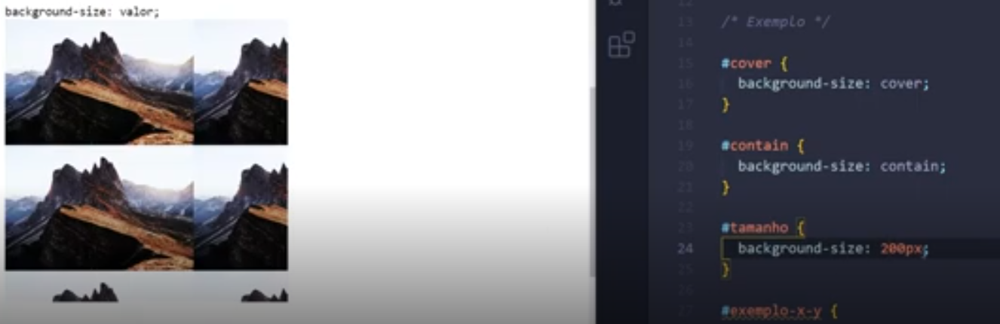 background-size: valor;
12
13 /* Exemplo */
14
15 #cover {
16 background-size: cover;
17 }
18
19 #contain {
20 background-size: contain;
21 }
22
23 #tamanho {
24 background-size: 200px;
25 }
26
27 #exemplo-x-y {